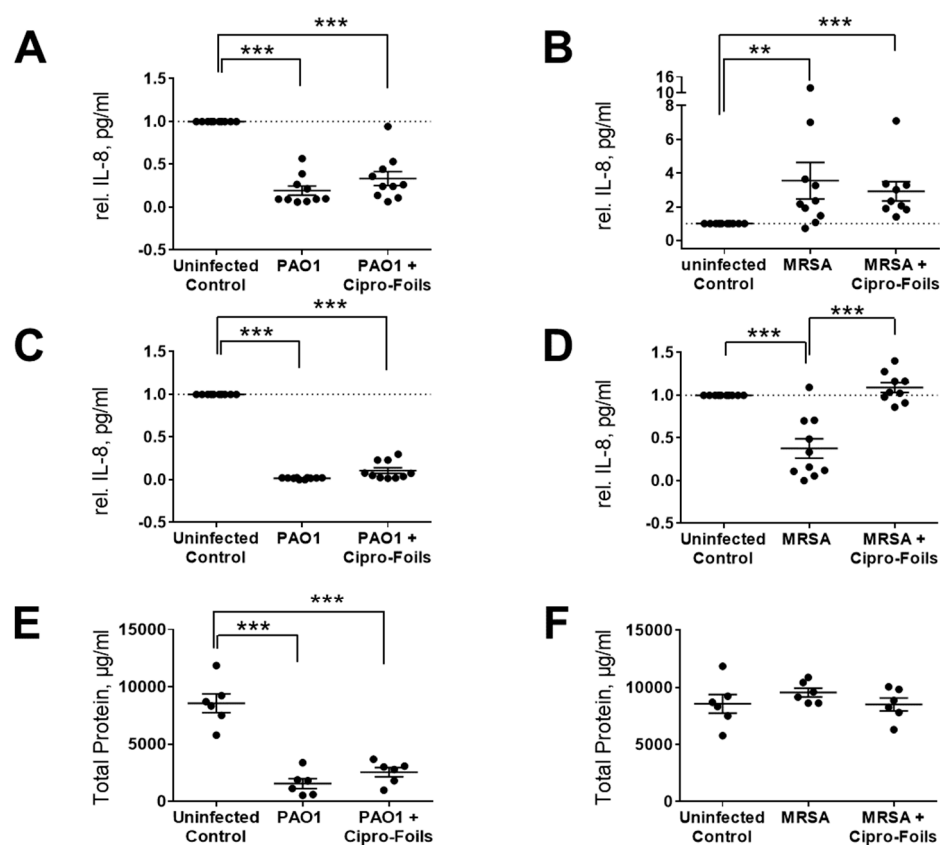 A
***
***
rel. IL-8, pg/ml
1.5
1.0
0.5
0.0
-0.5
Uninfected
Control
PAO1
PAO1 +
Cipro-Foils
B
***
**
rel. IL-8, pg/ml
16
10
8
6
4
2
0
uninfected
Control
MRSA
MRSA +
Cipro-Foils
C
***
***
rel. IL-8, pg/ml
1.5
1.0
0.5
0.0
-0.5
Uninfected
Control
PAO1
PAO1 +
Cipro-Foils
D
***
***
rel. IL-8, pg/ml
1.5
1.0
0.5
0.0
-0.5
Uninfected
Control
MRSA
MRSA +
Cipro-Foils
E
***
***
Total Protein, µg/ml
15000
10000
5000
0
Uninfected
Control
PAO1
PAO1 +
Cipro-Foils
F
Total Protein, µg/ml
15000
10000
5000
0
Uninfected
Control
MRSA
MRSA +
Cipro-Foils